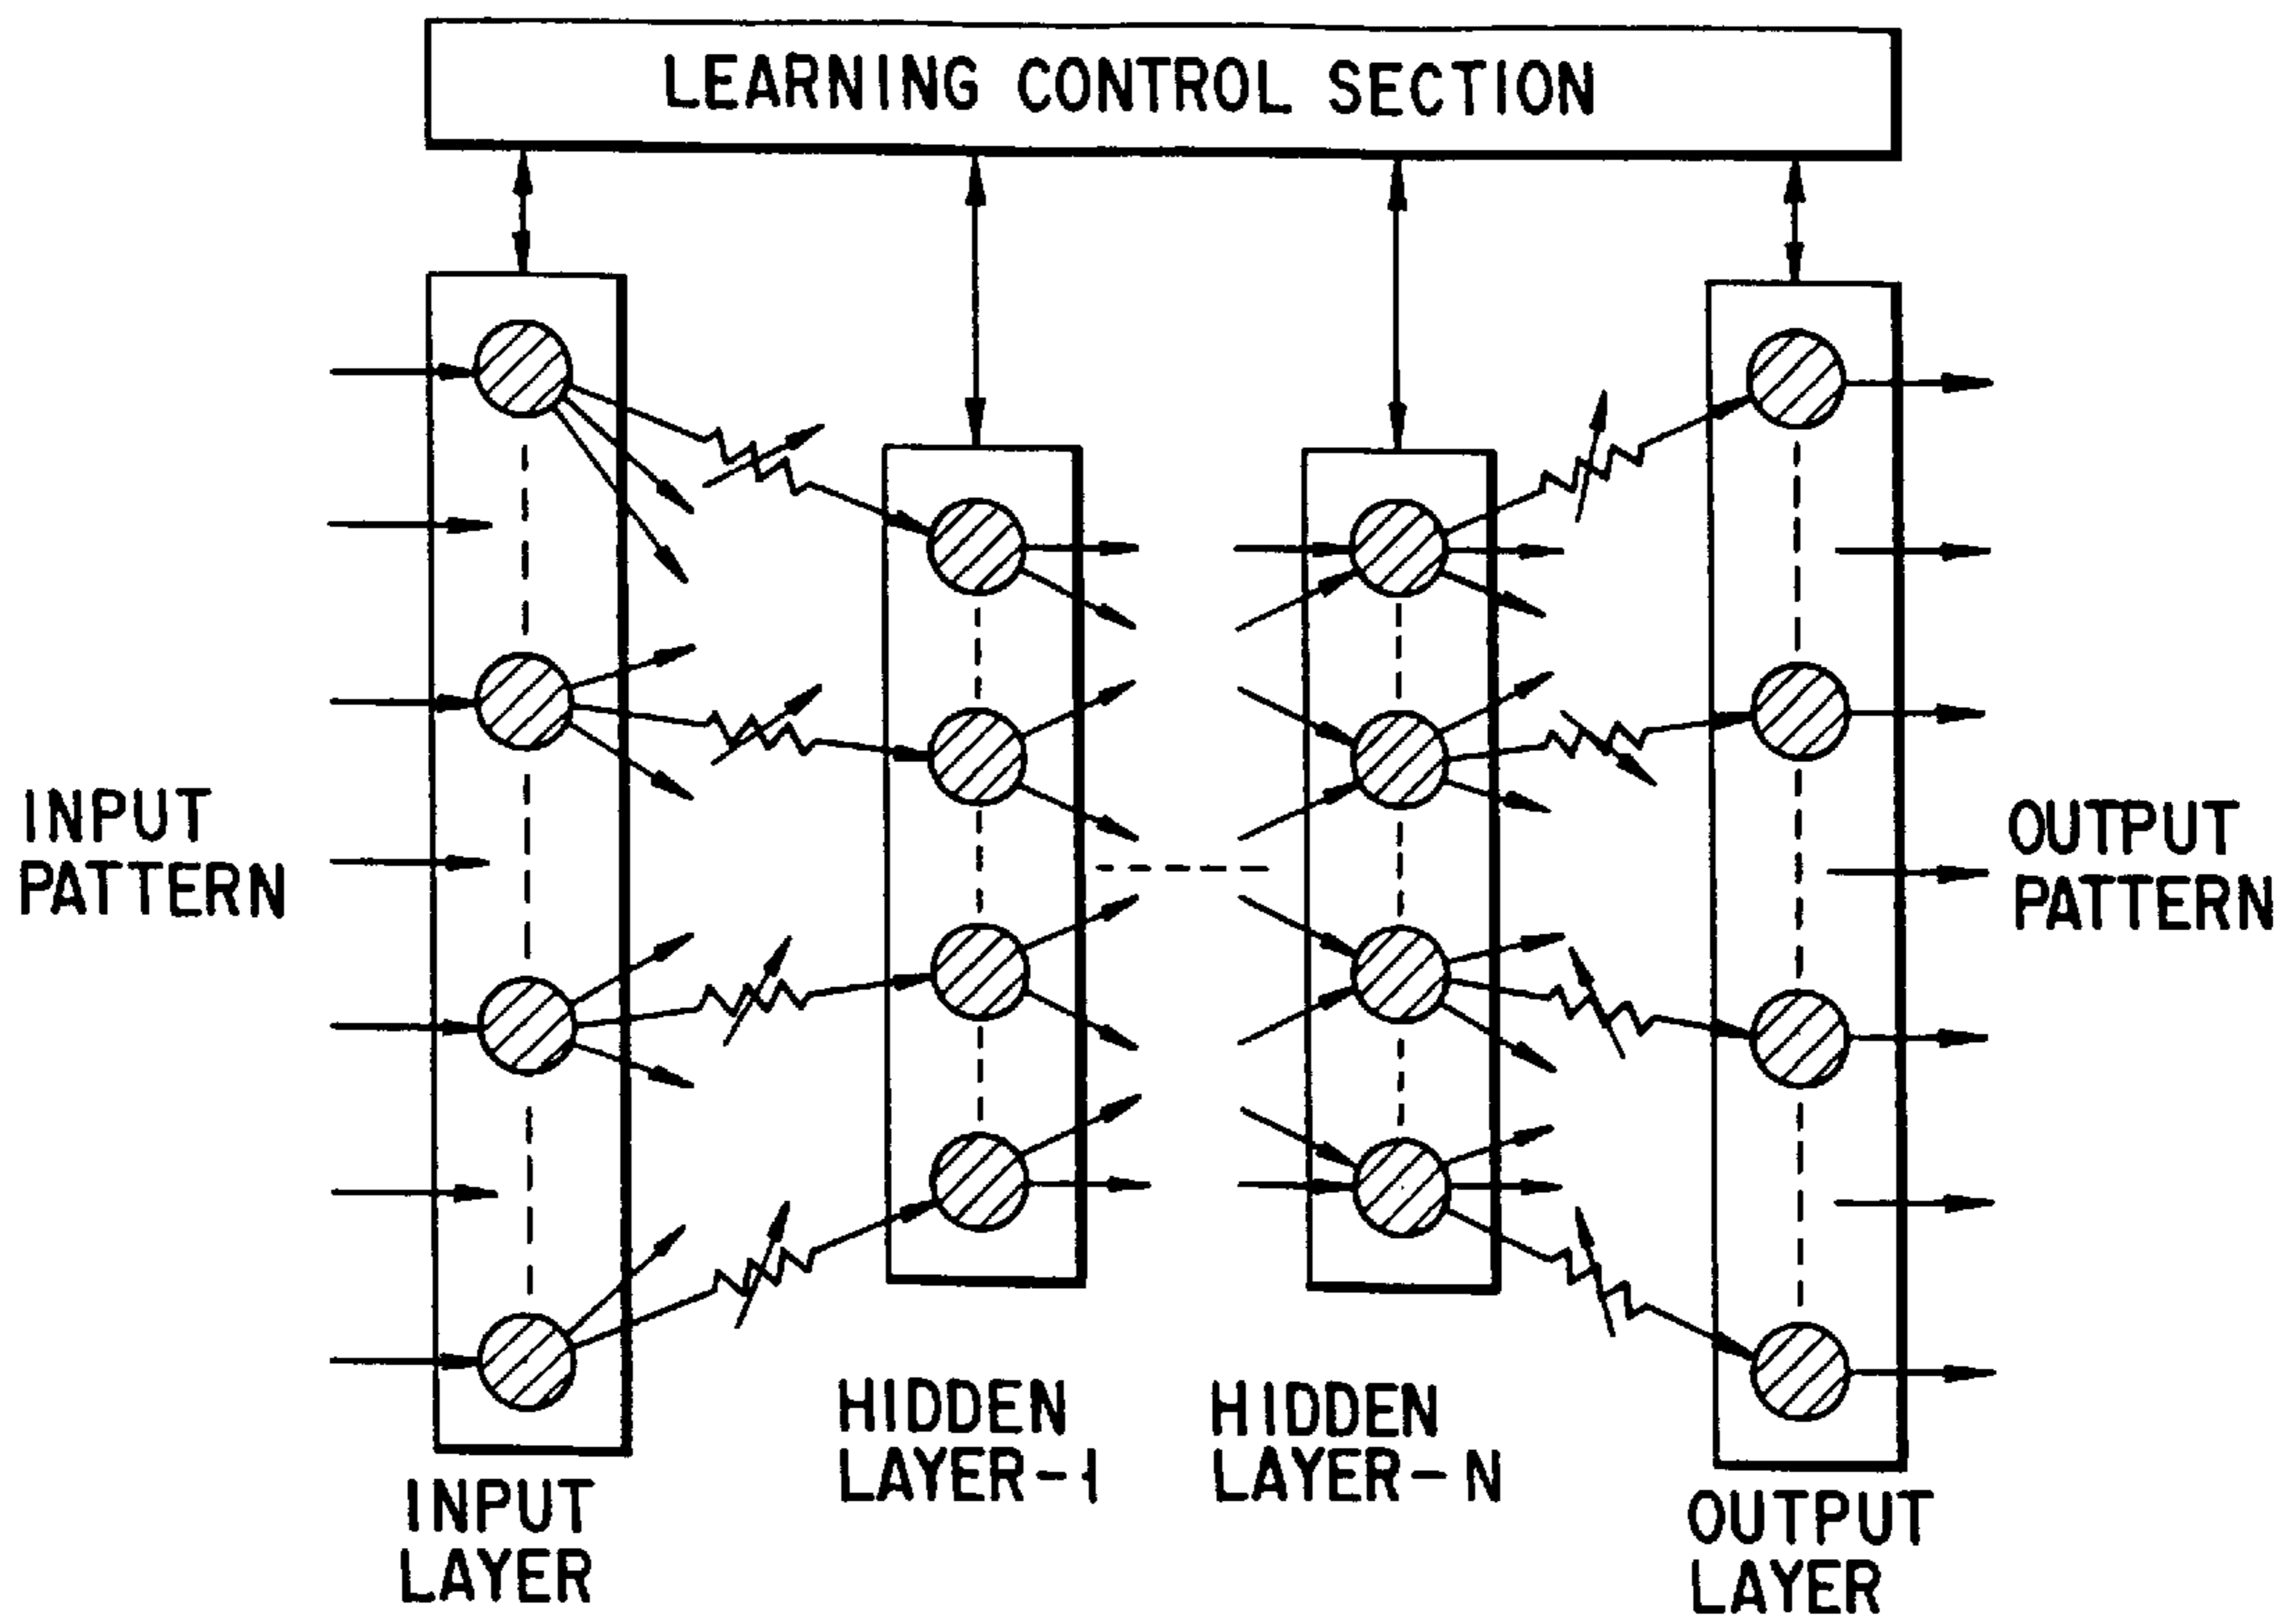 LEARNING CONTROL SECTION
INPUT
PATTERN
OUTPUT
PATTERN
HIDDEN
LAYER-1
HIDDEN
LAYER-N
INPUT
LAYER
OUTPUT
LAYER